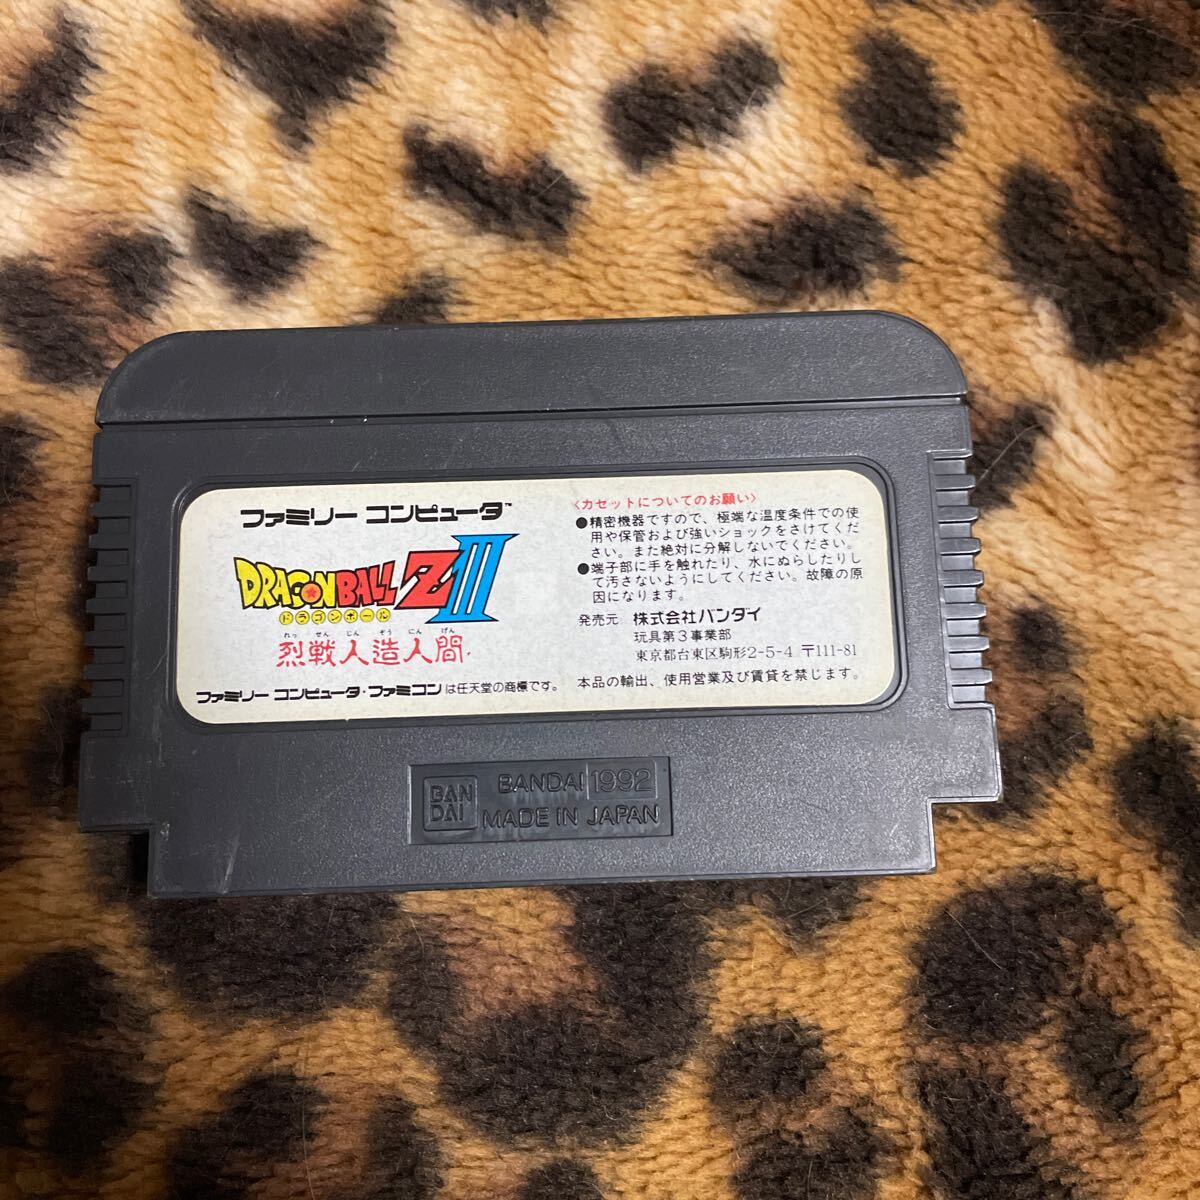 ファミリー コンピュータ™
DRAGON BALL Z III
ドラゴンボール
れっ せん じん ぞう にん げん
烈戦人造人間
ファミリー コンピュータ・ファミコンは任天堂の商標です。
〈カセットについてのお願い〉
●精密機器ですので、極端な温度条件での使
用や保管および強いショックをさけてくだ
さい。また絶対に分解しないでください。
●端子部に手を触れたり、水にぬらしたりし
て汚さないようにしてください。故障の原
因になります。
発売元 株式会社バンダイ
玩具第3事業部
東京都台東区駒形2-5-4 〒111-81
本品の輸出、使用営業及び賃貸を禁じます。
BAN
DAI
BANDAI 1992
MADE IN JAPAN